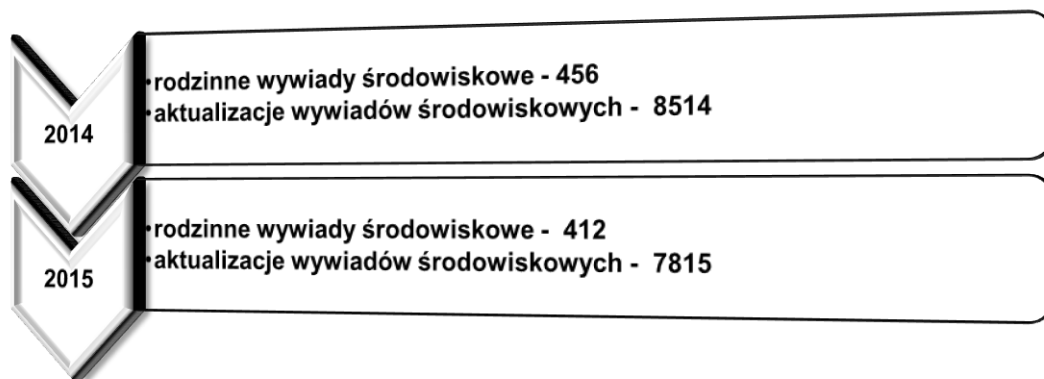 2014
•rodzinne wywiady środowiskowe - 456
•aktualizacje wywiadów środowiskowych - 8514
2015
•rodzinne wywiady środowiskowe - 412
•aktualizacje wywiadów środowiskowych - 7815